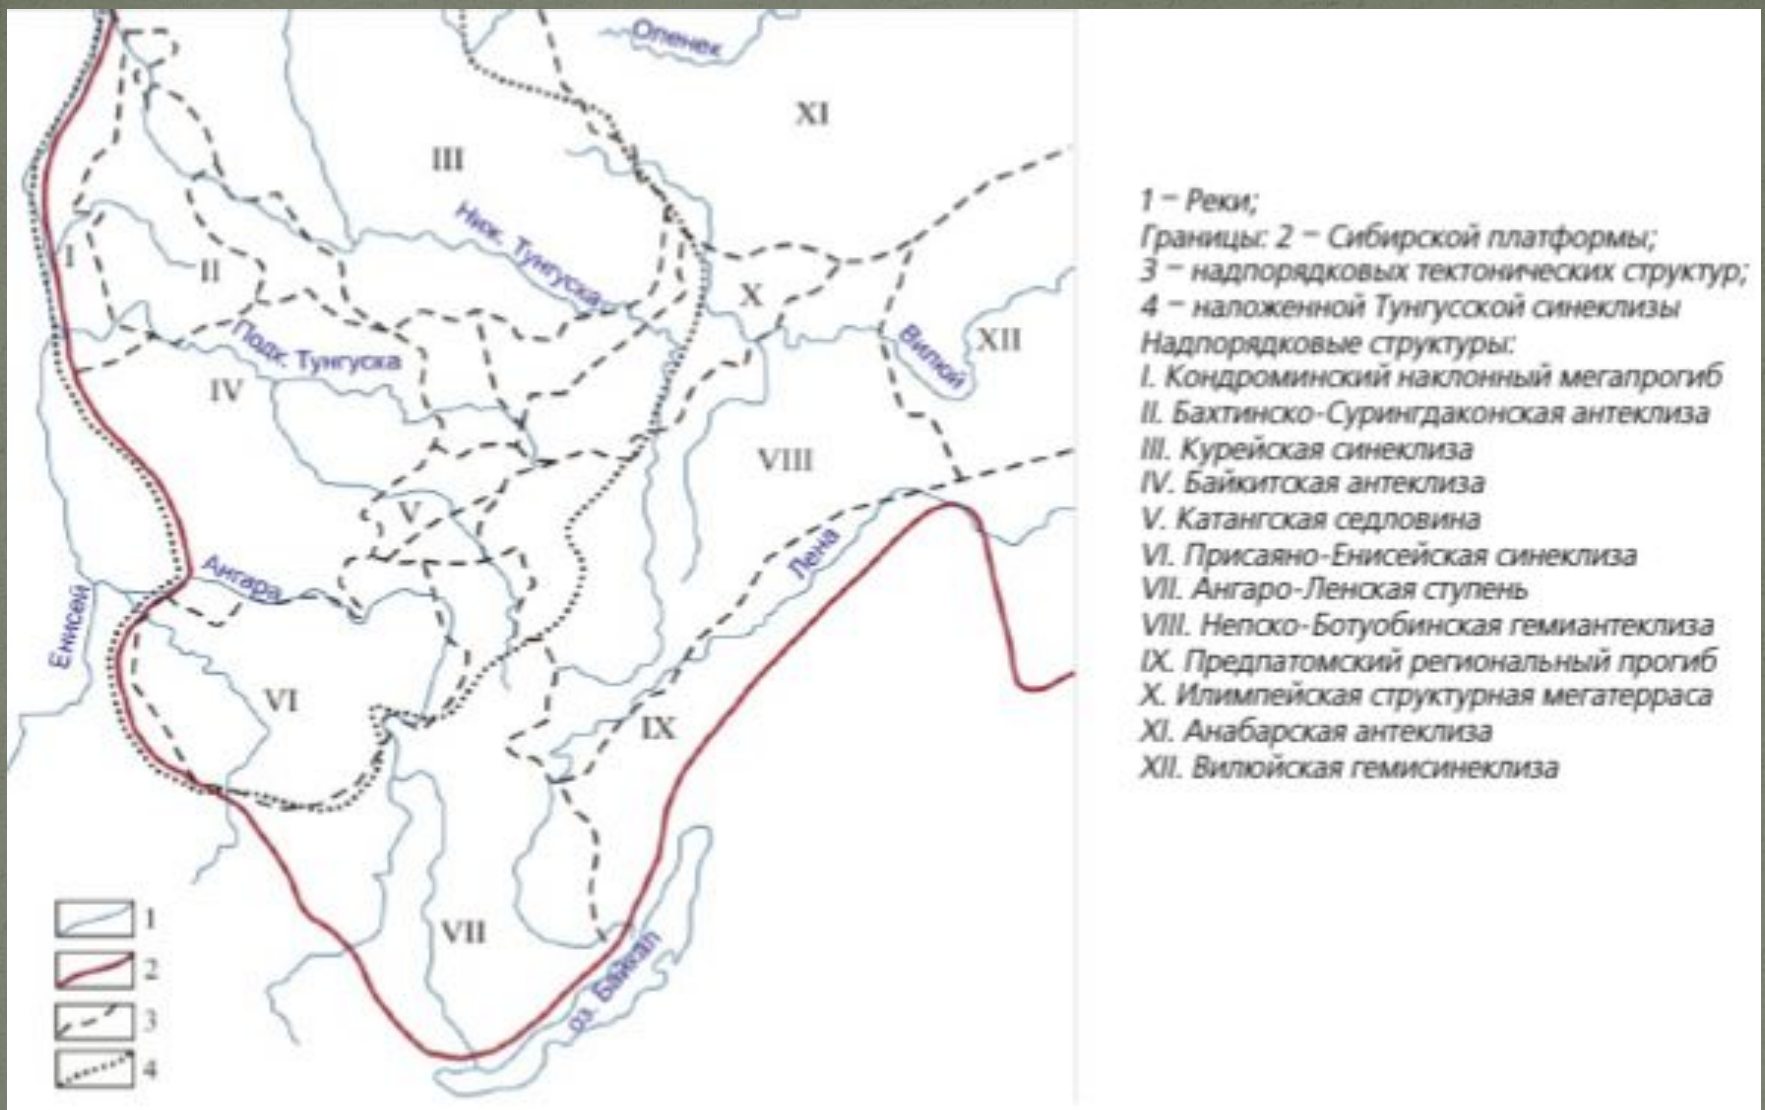 Опенек
XI
III
Ниж. Тунгуска
I
II
X
Подк. Тунгуска
Вилюй
XII
IV
VIII
V
Ангара
Лена
Енисей
VI
IX
VII
оз. Байкал
1
2
3
4
1 – Реки;
Границы: 2 – Сибирской платформы;
3 – надпорядковых тектонических структур;
4 – наложенной Тунгусской синеклизы
Надпорядковые структуры:
I. Кондроминский наклонный мегапрогиб
II. Бахтинско-Сурингдаконская антеклиза
III. Курейская синеклиза
IV. Байкитская антеклиза
V. Катангская седловина
VI. Присаяно-Енисейская синеклиза
VII. Ангаро-Ленская ступень
VIII. Непско-Ботуобинская гемиантеклиза
IX. Предпатомский региональный прогиб
X. Илимпейская структурная мегатерраса
XI. Анабарская антеклиза
XII. Вилюйская гемисинеклиза